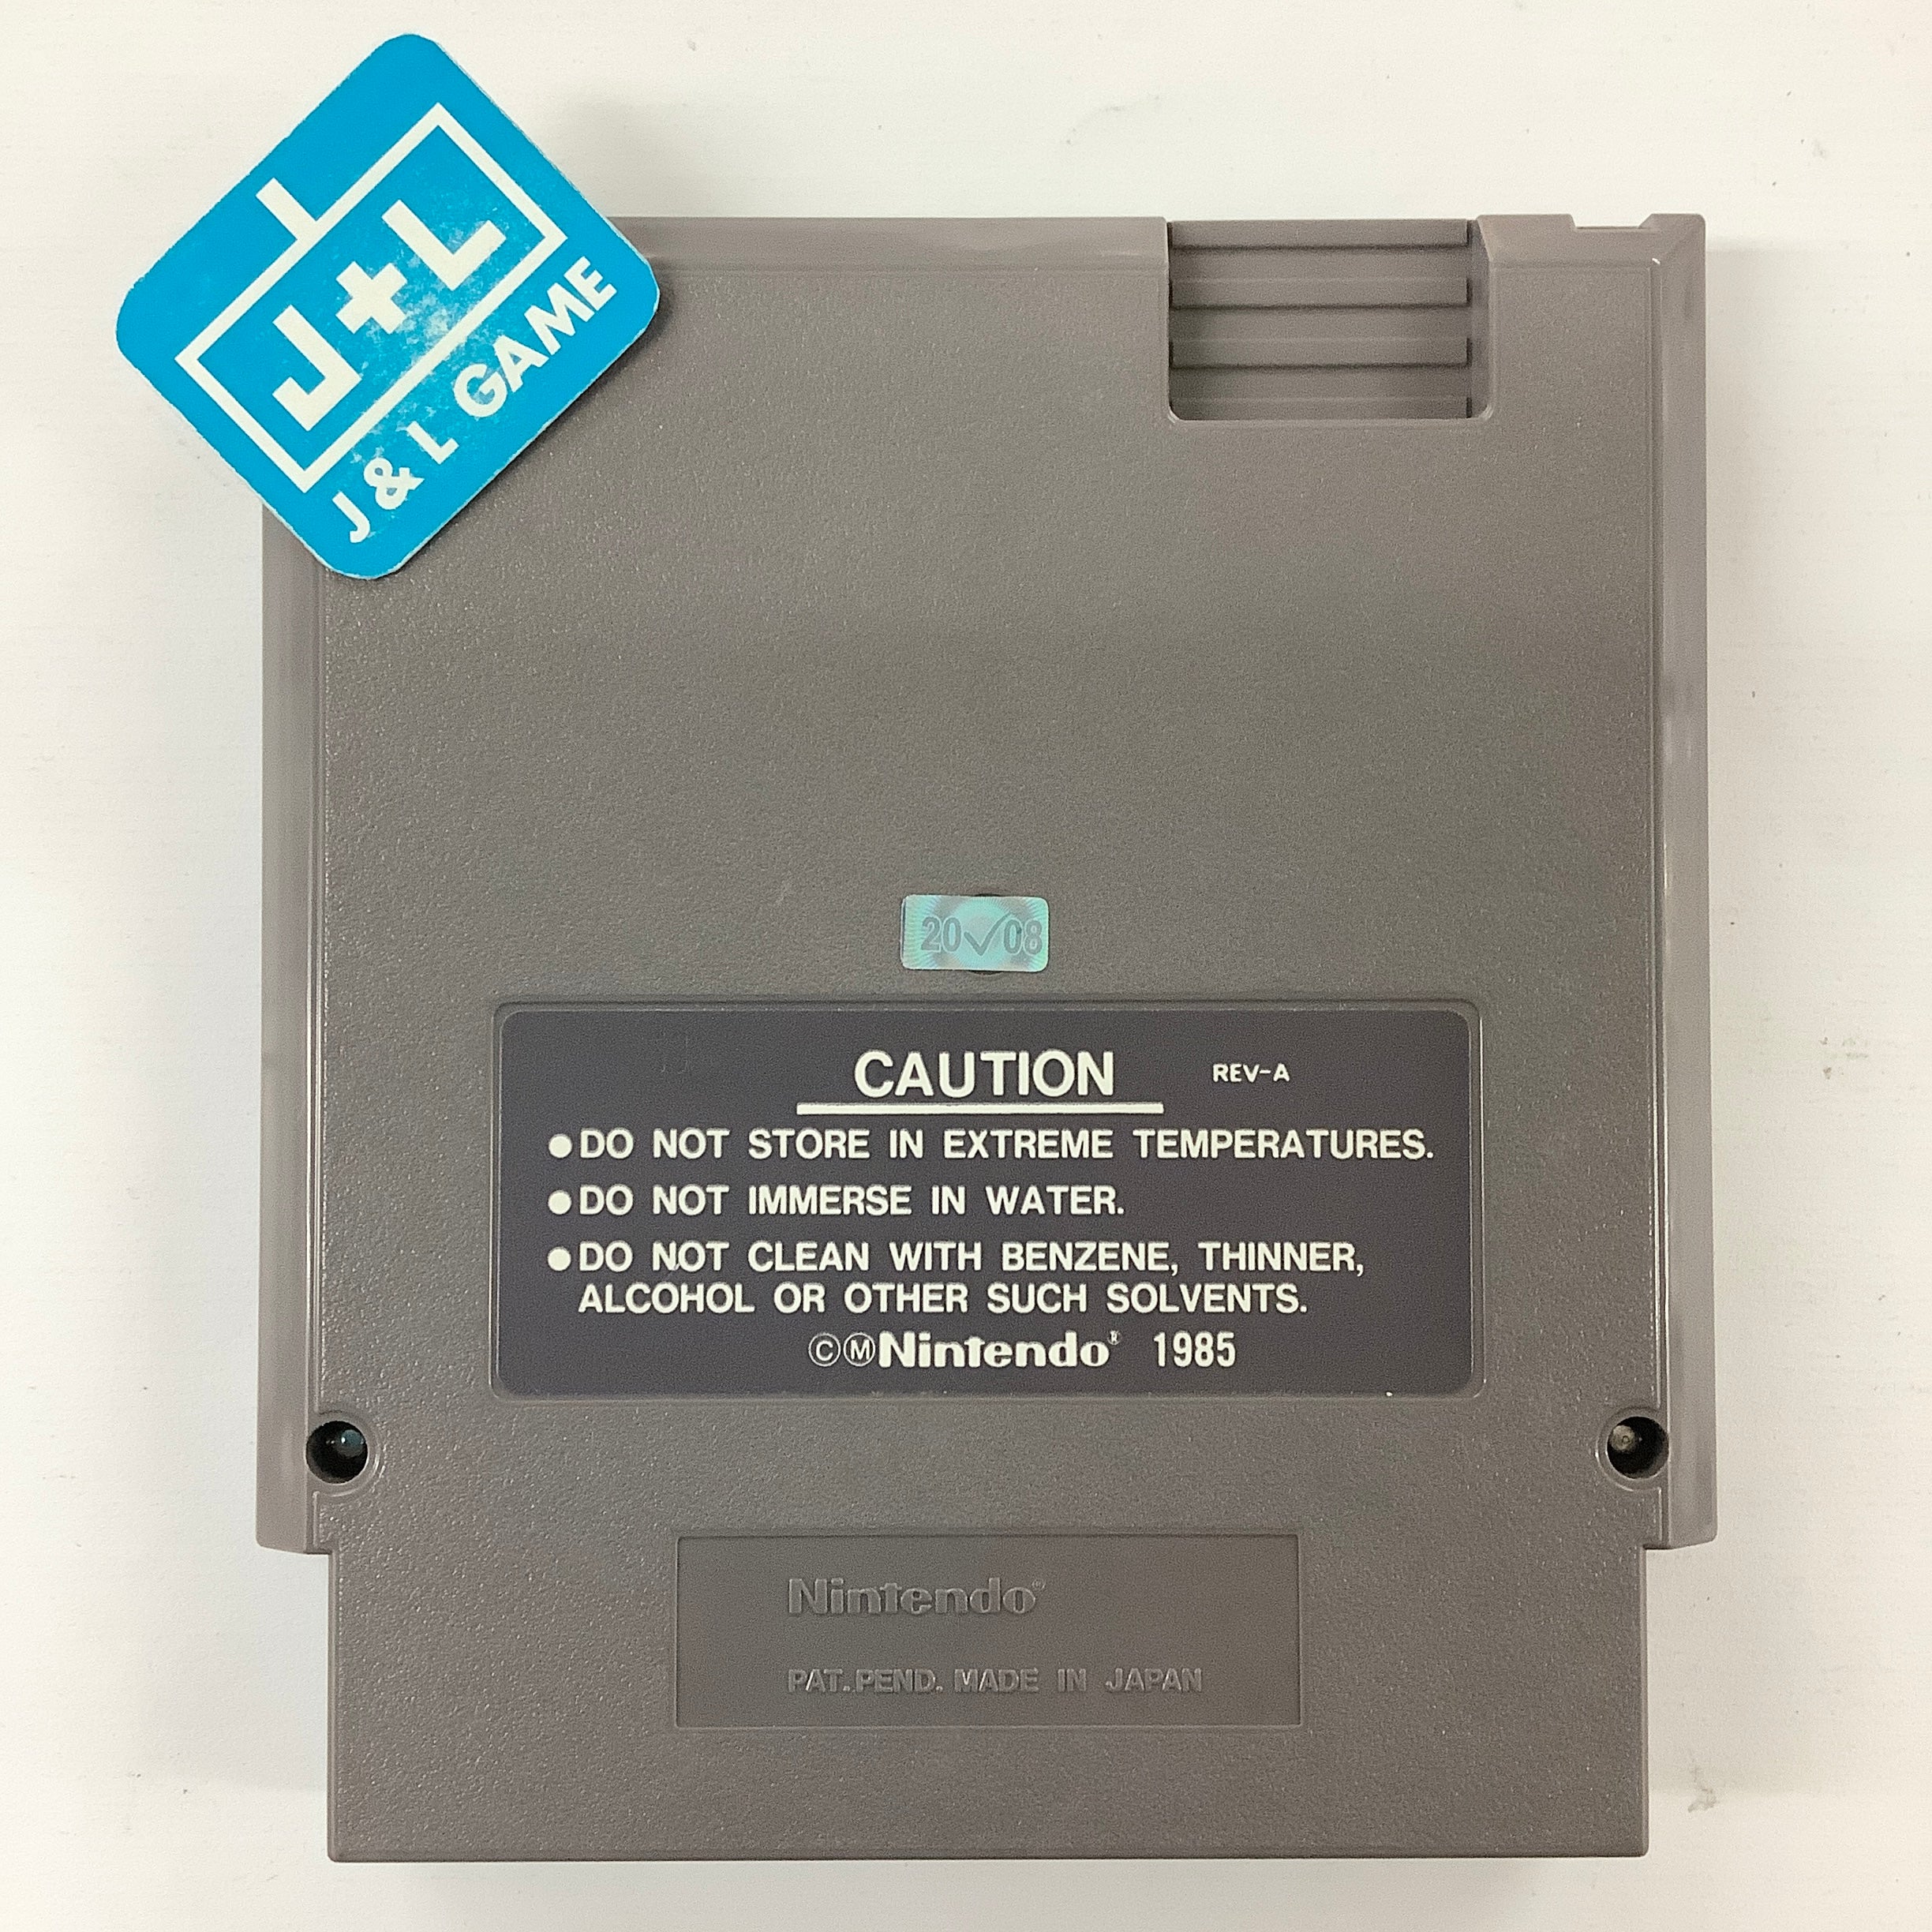 J+L
J & L GAME
20✓08
CAUTION REV-A
●DO NOT STORE IN EXTREME TEMPERATURES.
●DO NOT IMMERSE IN WATER.
●DO NOT CLEAN WITH BENZENE, THINNER,
ALCOHOL OR OTHER SUCH SOLVENTS.
ⒸⓂNintendo® 1985
Nintendo®
PAT. PEND. MADE IN JAPAN